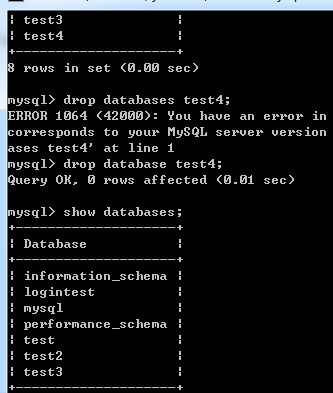 | test3              |
| test4              |
+--------------------+
8 rows in set (0.00 sec)
mysql> drop databases test4;
ERROR 1064 (42000): You have an error in
corresponds to your MySQL server version
ases test4' at line 1
mysql> drop database test4;
Query OK, 0 rows affected (0.01 sec)
mysql> show databases;
+--------------------+
| Database           |
+--------------------+
| information_schema |
| logintest          |
| mysql              |
| performance_schema |
| test               |
| test2              |
| test3              |
+--------------------+